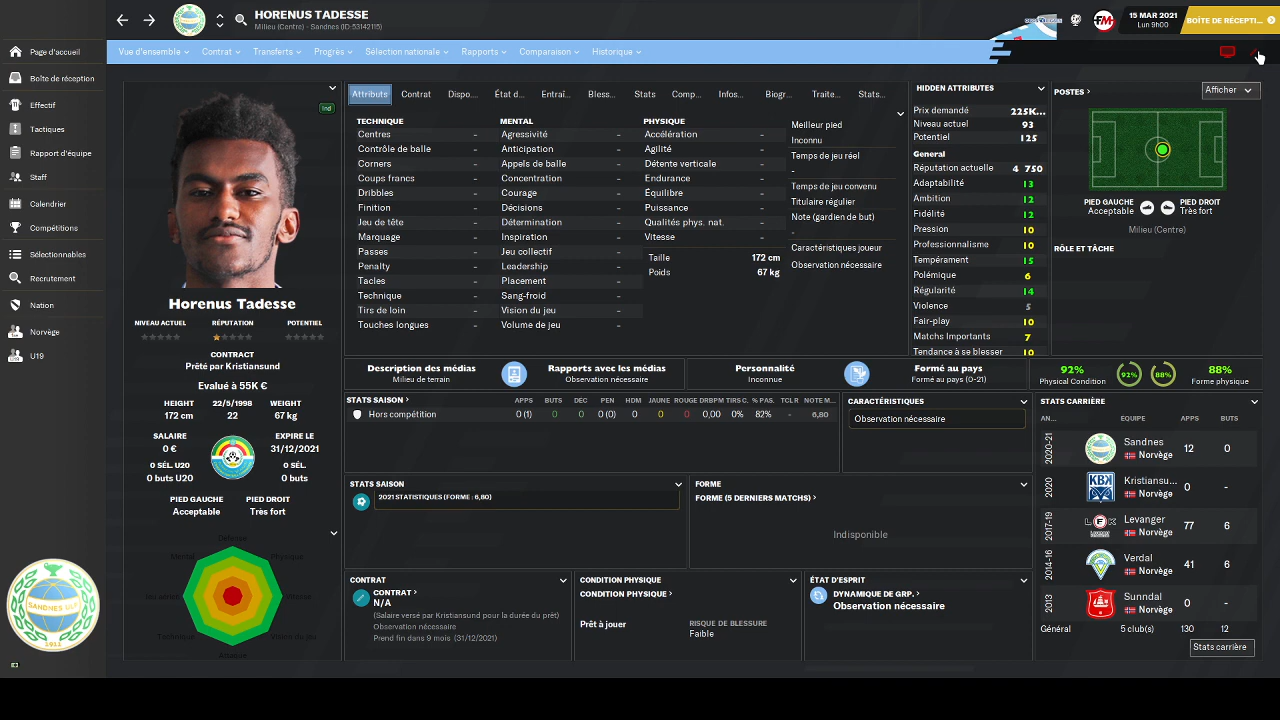 HORENUS TADESSE
Milieu (Centre) - Sandnes (ID:53142115)
15 MAR 2021
Lun 9h00
BOÎTE DE RÉCEPTI...
Page d'accueil
Boîte de réception
Effectif
Tactiques
Rapport d'équipe
Staff
Calendrier
Compétitions
Sélectionnables
Recrutement
Nation
Norvège
U19
Vue d'ensemble
Contrat
Transferts
Progrès
Sélection nationale
Rapports
Comparaison
Historique
Ind
Horenus Tadesse
NIVEAU ACTUEL RÉPUTATION POTENTIEL
CONTRACT
Prêté par Kristiansund
Evalué à 55K €
HEIGHT 22/5/1998 WEIGHT
172 cm 22 67 kg
SALAIRE EXPIRE LE
0 € 31/12/2021
0 SÉL. U20 0 SÉL.
0 buts U20 0 buts
PIED GAUCHE PIED DROIT
Acceptable Très fort
Défense
Mental Physique
Jeu aérien Vitesse
Technique Vision du jeu
Attaque
Attributs Contrat Dispo... État d... Entraî... Bless... Stats Comp... Infos... Biogr... Traite... Stats...
TECHNIQUE
Centres -
Contrôle de balle -
Corners -
Coups francs -
Dribbles -
Finition -
Jeu de tête -
Marquage -
Passes -
Penalty -
Tacles -
Technique -
Tirs de loin -
Touches longues -
MENTAL
Agressivité -
Anticipation -
Appels de balle -
Concentration -
Courage -
Décisions -
Détermination -
Inspiration -
Jeu collectif -
Leadership -
Placement -
Sang-froid -
Vision du jeu -
Volume de jeu -
PHYSIQUE
Accélération -
Agilité -
Détente verticale -
Endurance -
Équilibre -
Puissance -
Qualités phys. nat. -
Vitesse -
Taille 172 cm
Poids 67 kg
Meilleur pied
Inconnu
Temps de jeu réel
-
Temps de jeu convenu
Titulaire régulier
Note (gardien de but)
-
Caractéristiques joueur
Observation nécessaire
HIDDEN ATTRIBUTES
Prix demandé 225K...
Niveau actuel 93
Potentiel 125
General
Réputation actuelle 4 750
Adaptabilité 13
Ambition 12
Fidélité 12
Pression 10
Professionnalisme 10
Tempérament 15
Polémique 6
Régularité 14
Violence 5
Fair-play 10
Matchs Importants 7
Tendance à se blesser 10
POSTES
Afficher
PIED GAUCHE PIED DROIT
Acceptable Très fort
Milieu (Centre)
RÔLE ET TÂCHE
Description des médias
Milieu de terrain
Rapports avec les médias
Observation nécessaire
Personnalité
Inconnue
Formé au pays
Formé au pays (0-21)
92%
Physical Condition
92%
88%
88%
Forme physique
STATS SAISON APPS BUTS DÉC PEN HDM JAUNE ROUGE DRBPM TIRS C. % PAS. TCL R NOTE M...
Hors compétition 0 (1) 0 0 0 (0) 0 0 0 0,00 0% 82% - 6,80
CARACTÉRISTIQUES
Observation nécessaire
STATS CARRIÈRE
AN... EQUIPE APPS BUTS
2020-21 Sandnes Norvège 12 0
2020 Kristiansu... Norvège 0 -
2017-19 Levanger Norvège 77 6
2014-16 Verdal Norvège 41 6
2013 Sunndal Norvège 0 -
Général 5 club(s) 130 12
Stats carrière
STATS SAISON
2021 STATISTIQUES (FORME : 6,80)
FORME
FORME (5 DERNIERS MATCHS)
Indisponible
CONTRAT
CONTRAT
N/A
(Salaire versé par Kristiansund pour la durée du prêt)
Observation nécessaire
Prend fin dans 9 mois (31/12/2021)
CONDITION PHYSIQUE
CONDITION PHYSIQUE
Prêt à jouer
RISQUE DE BLESSURE
Faible
ÉTAT D'ESPRIT
DYNAMIQUE DE GRP.
Observation nécessaire
SANDNES ULF
1911
FM
KBK